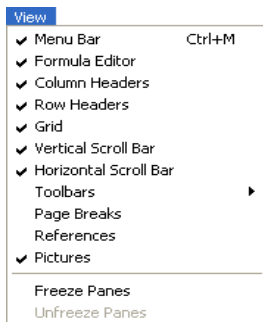 View
Menu Bar Ctrl+M
Formula Editor
Column Headers
Row Headers
Grid
Vertical Scroll Bar
Horizontal Scroll Bar
Toolbars
Page Breaks
References
Pictures
Freeze Panes
Unfreeze Panes